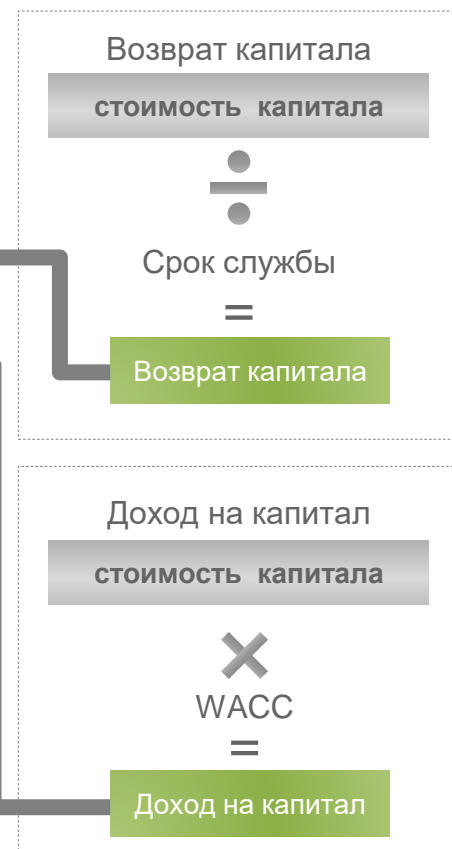 Возврат капитала
стоимость капитала
÷
Срок службы
=
Возврат капитала
Доход на капитал
стоимость капитала
×
WACC
=
Доход на капитал